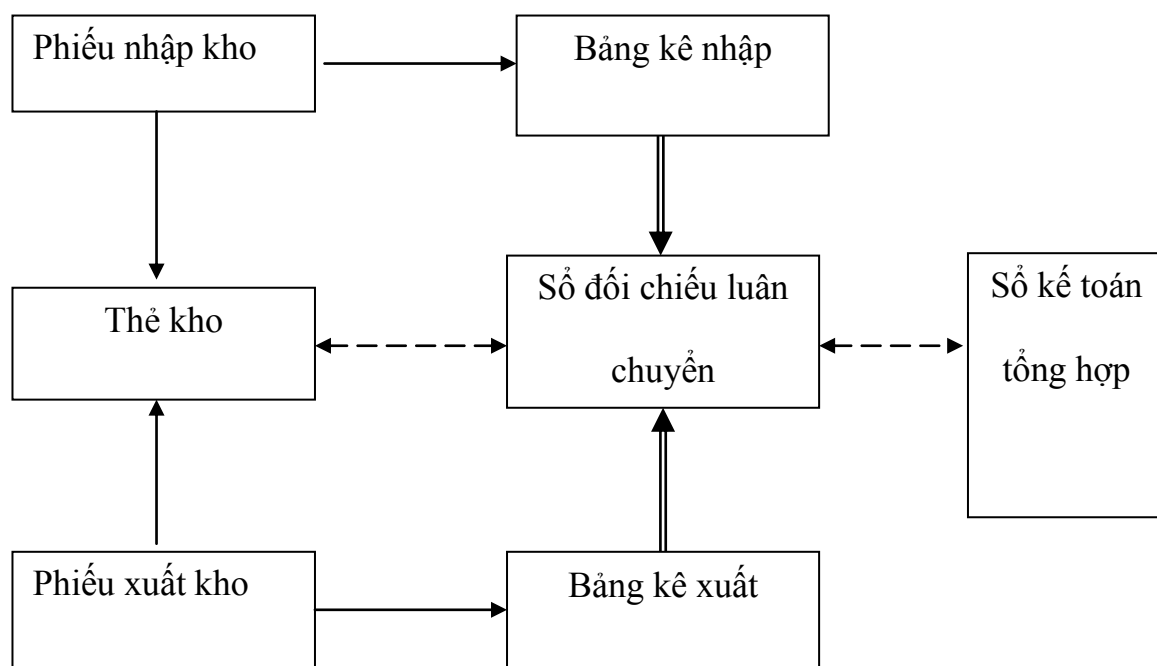 Phiếu nhập kho
Bảng kê nhập
Thẻ kho
Sổ đối chiếu luân
chuyển
Sổ kế toán
tổng hợp
Phiếu xuất kho
Bảng kê xuất